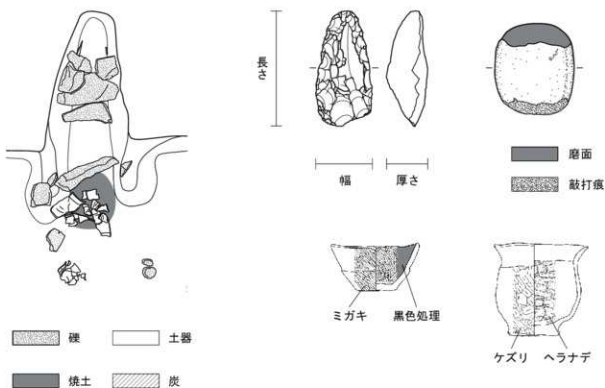 長さ
幅
厚さ
磨面
敲打痕
ミガキ
黒色処理
ケズリ
ヘラナデ
礫
土器
焼土
炭